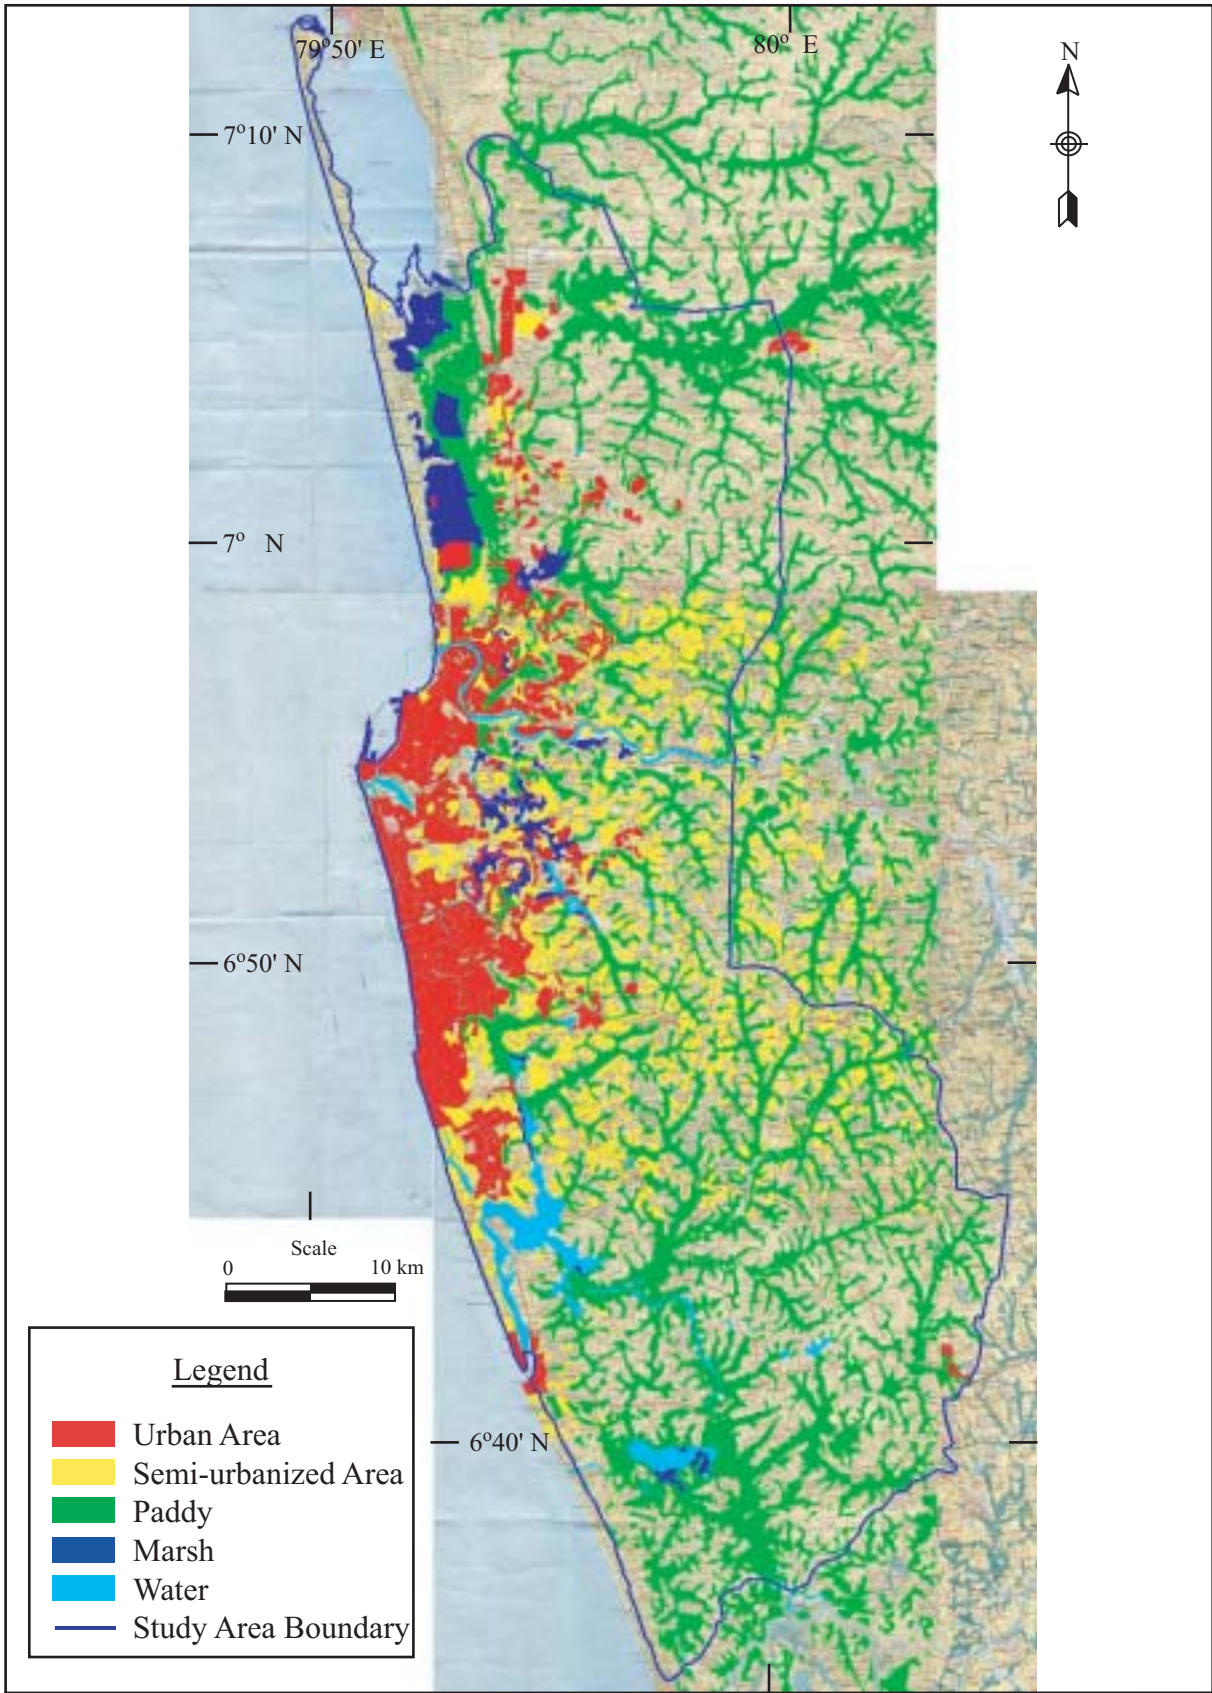 79°50' E
80° E
N
7°10' N
7° N
6°50' N
Scale
0 10 km
6°40' N
Legend
Urban Area
Semi-urbanized Area
Paddy
Marsh
Water
Study Area Boundary